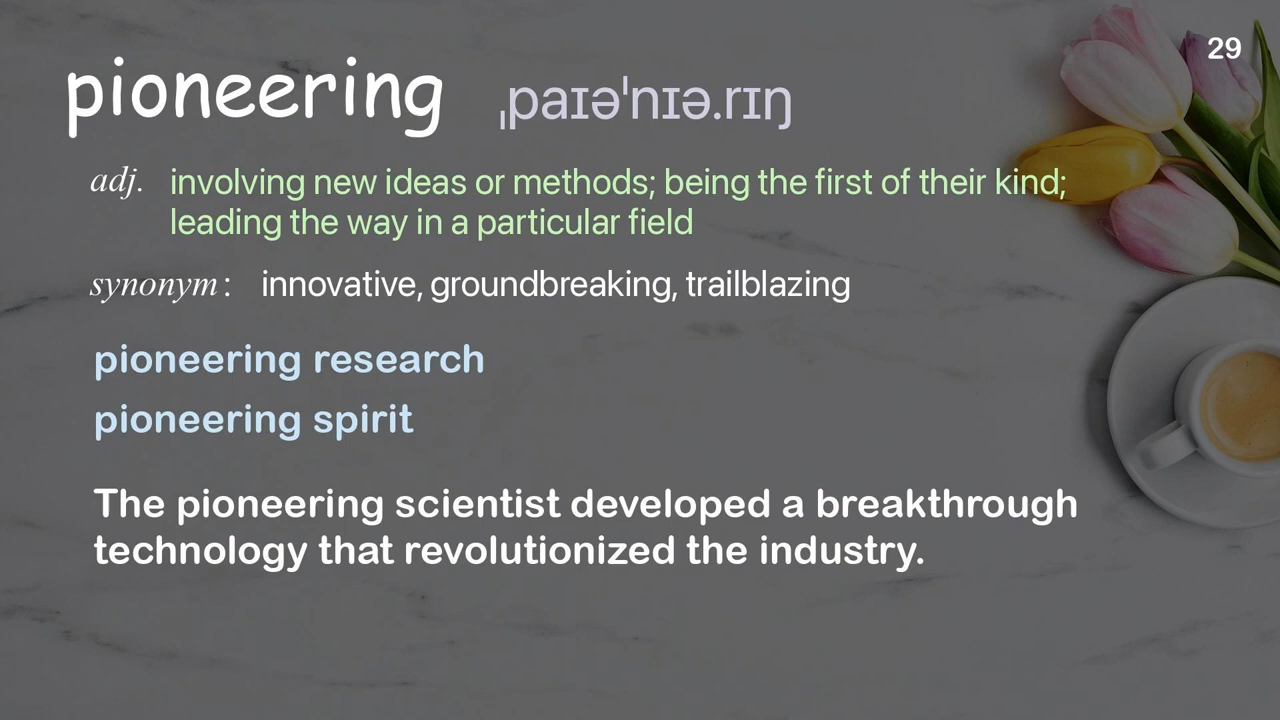 29
pioneering ˌpaɪəˈnɪə.rɪŋ
adj. involving new ideas or methods; being the first of their kind;
leading the way in a particular field
synonym : innovative, groundbreaking, trailblazing
pioneering research
pioneering spirit
The pioneering scientist developed a breakthrough
technology that revolutionized the industry.